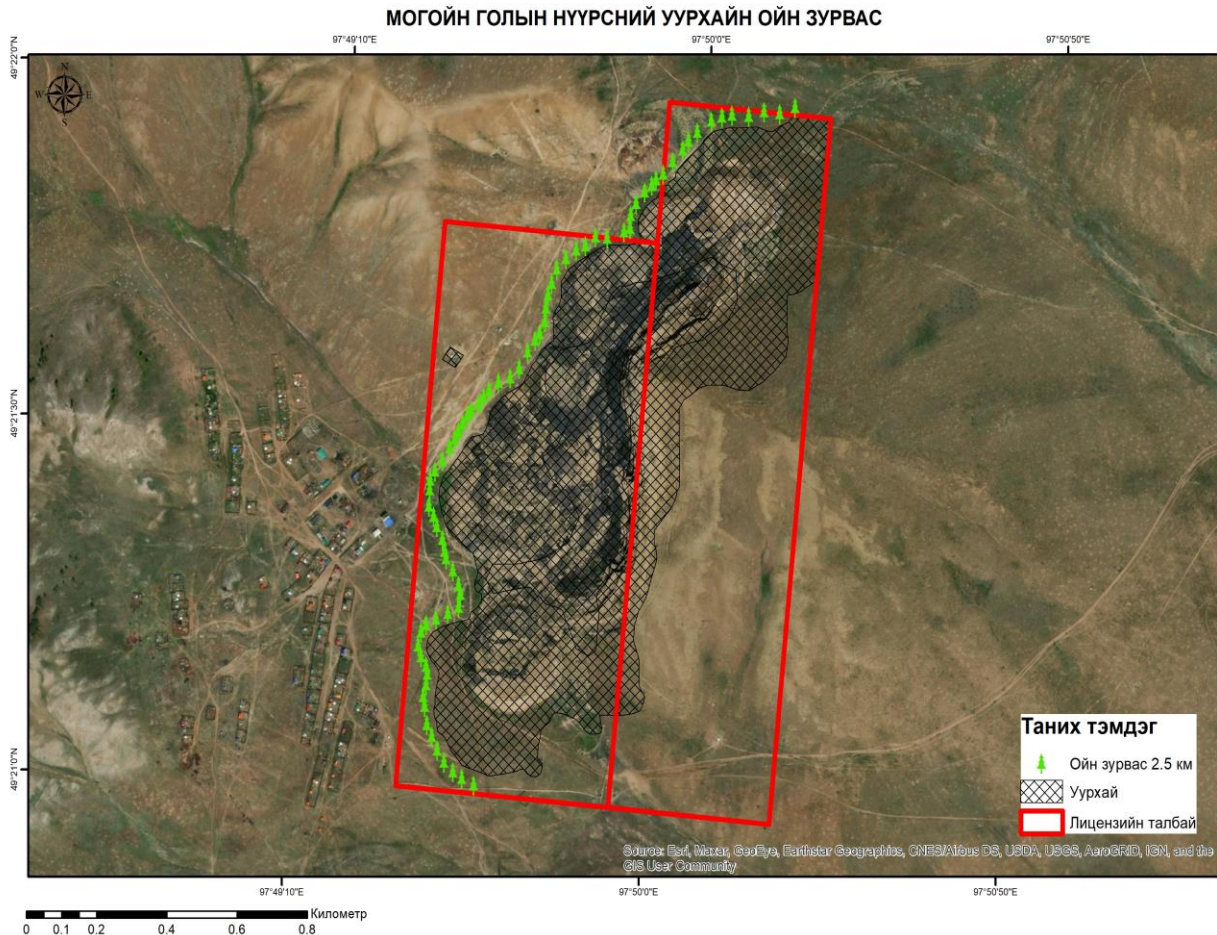 МОГОЙН ГОЛЫН НҮҮРСНИЙ УУРХАЙН ОЙН ЗУРВАС
97°49'10"E
97°50'0"E
97°50'50"E
49°22'0"N
N
W
E
S
49°21'30"N
49°21'0"N
Таних тэмдэг
Ойн зурвас 2.5 км
Уурхай
Лицензийн талбай
Source: Esri, Maxar, GeoEye, Earthstar Geographics, CNES/Airbus DS, USDA, USGS, AeroGRID, IGN, and the
GIS User Community
97°49'10"E
97°50'0"E
97°50'50"E
Километр
0 0.1 0.2 0.4 0.6 0.8